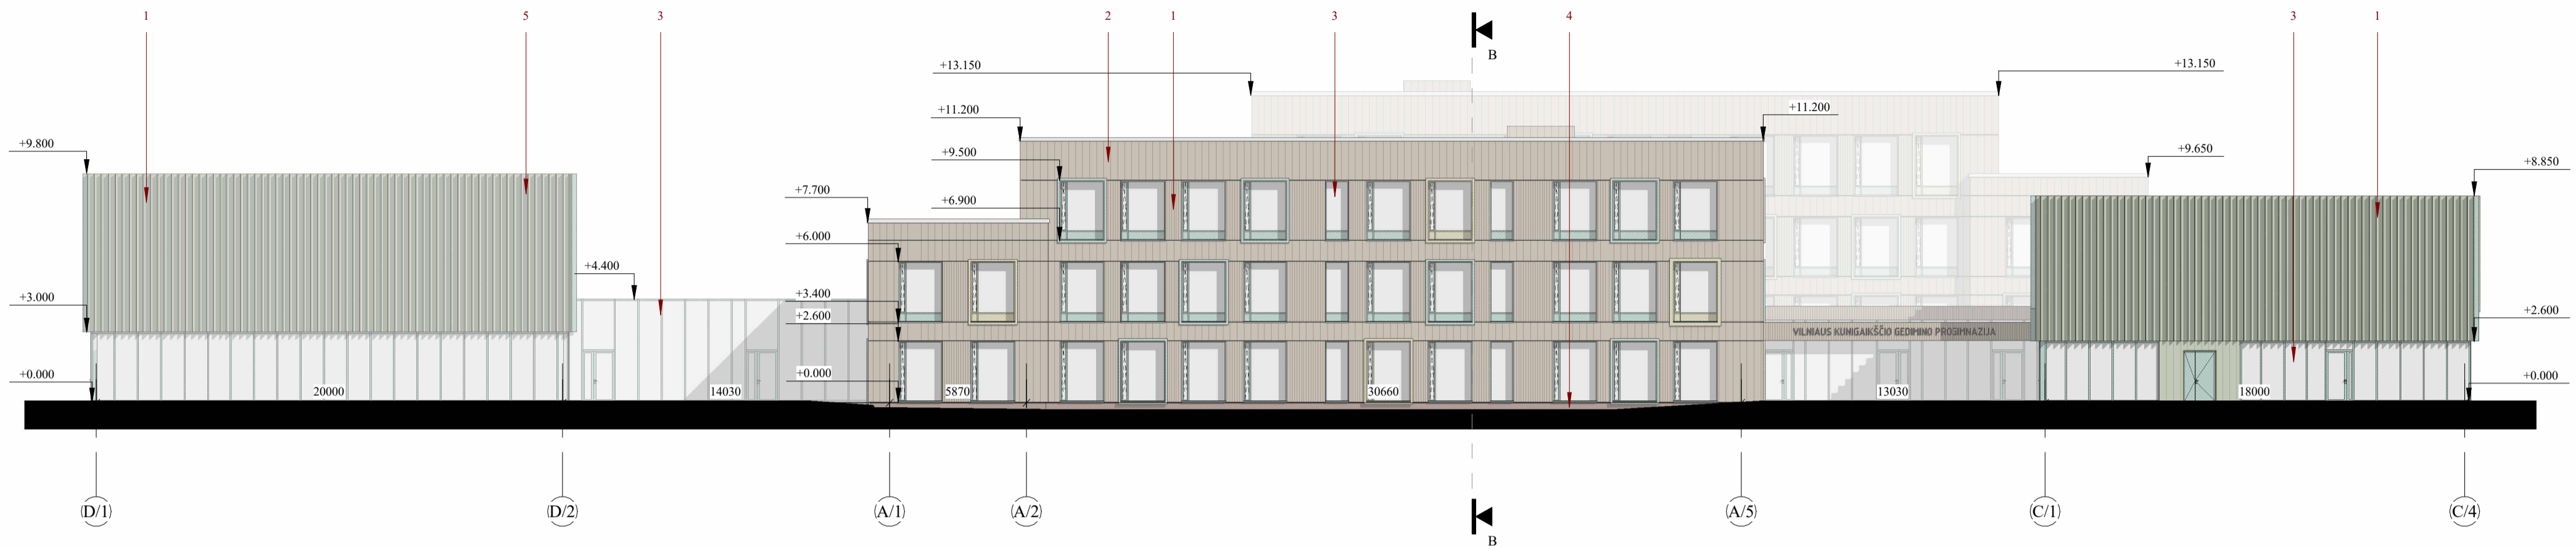 1 5 3 2 1 3 4 3 1
B
+13.150 +13.150
+11.200 +11.200
+9.800 +9.500 +9.650 +8.850
+7.700 +6.900
+6.000
+4.400
+3.000 +3.400 +2.600
+2.600
VILNIAUS KUNIGAIKŠČIO GEDIMINO PROGIMNAZIJA
+0.000 +0.000 +0.000
20000 14030 5870 30660 13030 18000
D/1 D/2 A/1 A/2 A/5 C/1 C/4
B